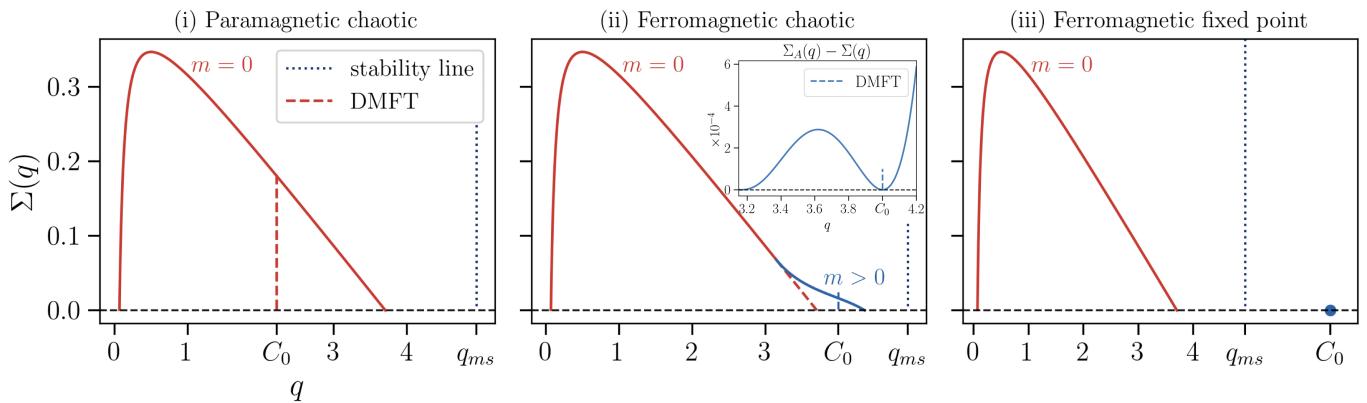 (i) Paramagnetic chaotic
Σ(q)
0.3
0.2
0.1
0.0
m = 0
stability line
DMFT
0
1
C₀
3
4
qₘₛ
q
(ii) Ferromagnetic chaotic
m = 0
m > 0
Σ_A(q) − Σ(q)
×10⁻⁴
6
4
2
0
DMFT
3.2
3.4
3.6
3.8
C₀
4.2
q
0
1
2
3
C₀
qₘₛ
(iii) Ferromagnetic fixed point
m = 0
0
1
2
3
4
qₘₛ
C₀